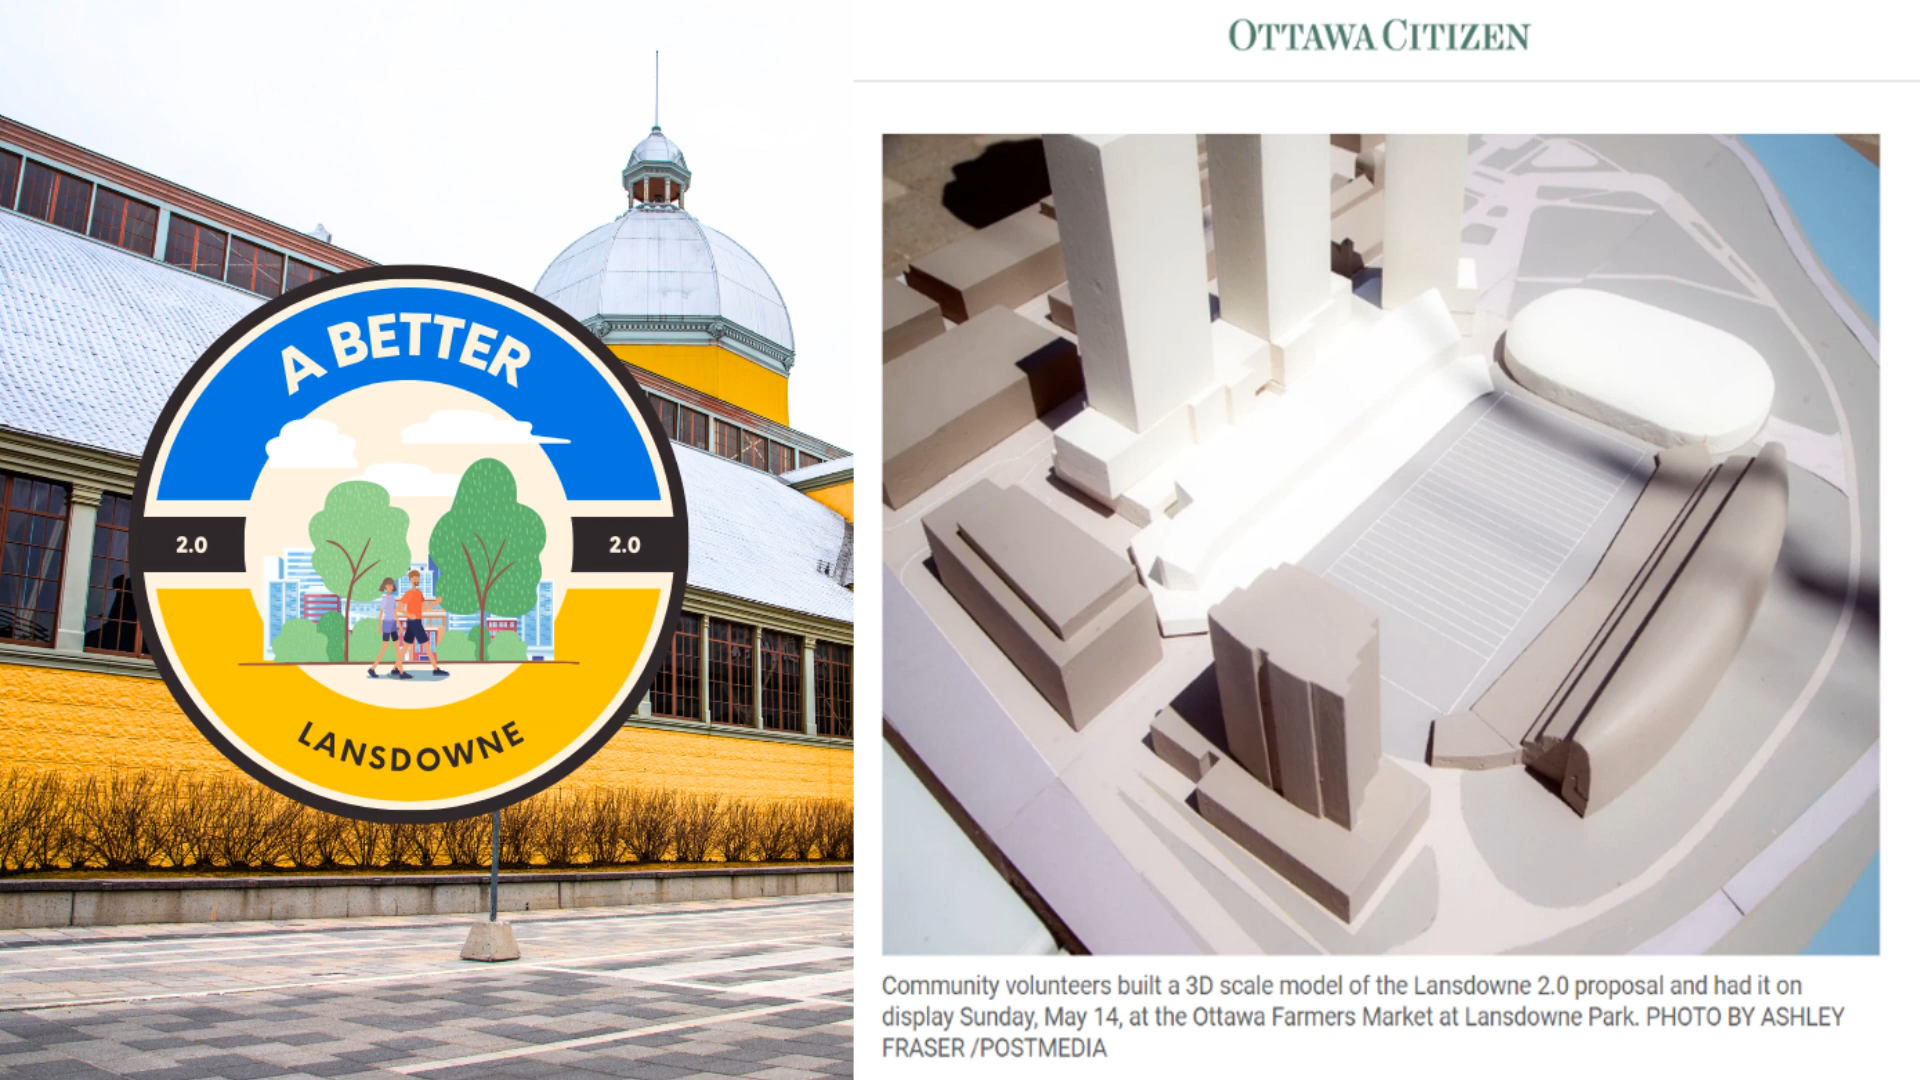 A BETTER
2.0
2.0
LANSDOWNE
OTTAWA CITIZEN
Community volunteers built a 3D scale model of the Lansdowne 2.0 proposal and had it on
display Sunday, May 14, at the Ottawa Farmers Market at Lansdowne Park. PHOTO BY ASHLEY
FRASER /POSTMEDIA